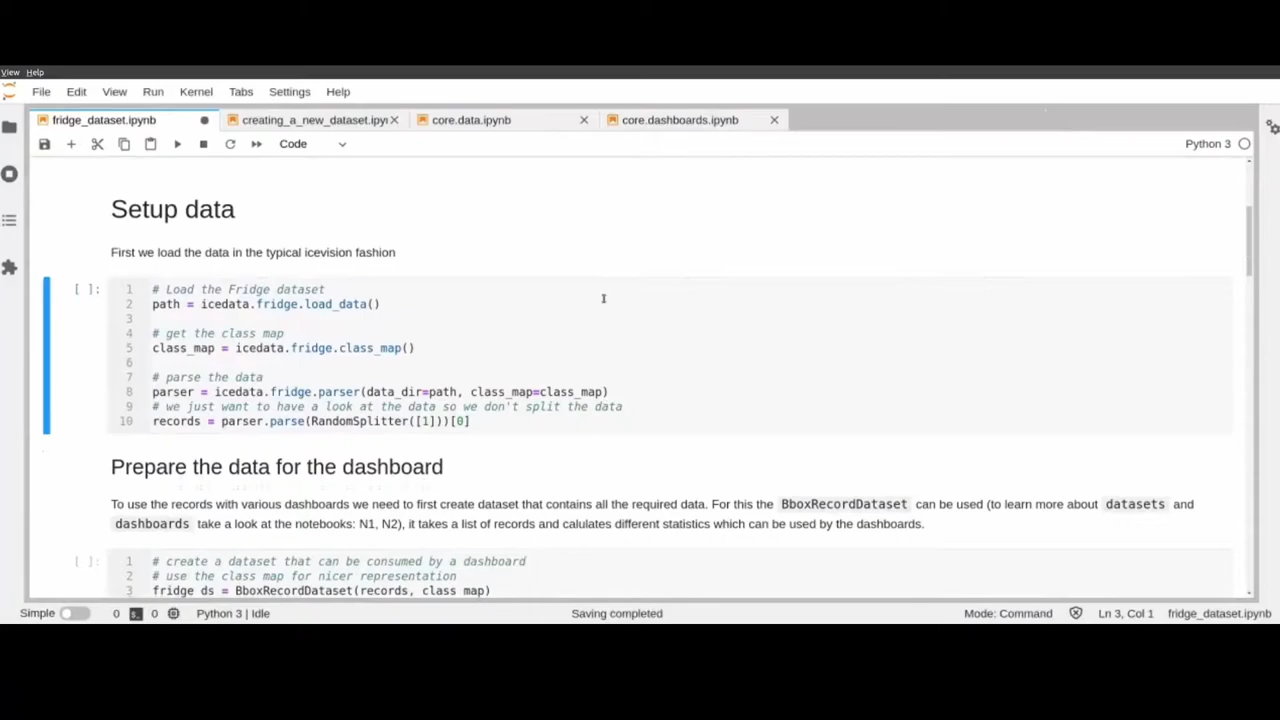 View Help
File Edit View Run Kernel Tabs Settings Help
fridge_dataset.ipynb creating_a_new_dataset.ipyı core.data.ipynb core.dashboards.ipynb
Code Python 3
Setup data
First we load the data in the typical icevision fashion
[ ]: 1 # Load the Fridge dataset
2 path = icedata.fridge.load_data()
3
4 # get the class map
5 class_map = icedata.fridge.class_map()
6
7 # parse the data
8 parser = icedata.fridge.parser(data_dir=path, class_map=class_map)
9 # we just want to have a look at the data so we don't split the data
10 records = parser.parse(RandomSplitter([1]))[0]
Prepare the data for the dashboard
To use the records with various dashboards we need to first create dataset that contains all the required data. For this the BboxRecordDataset can be used (to learn more about datasets and
dashboards take a look at the notebooks: N1, N2), it takes a list of records and calulates different statistics which can be used by the dashboards.
[ ]: 1 # create a dataset that can be consumed by a dashboard
2 # use the class map for nicer representation
3 fridge_ds = BboxRecordDataset(records, class_map)
Simple 0 0 Python 3 | Idle Saving completed Mode: Command Ln 3, Col 1 fridge_dataset.ipynb